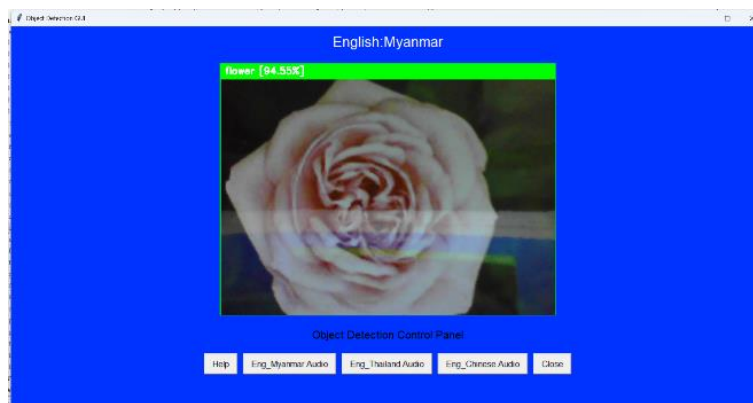 Object Detection GUI
English:Myanmar
flower [94.55%]
Object Detection Control Panel
Help Eng_Myanmar Audio Eng_Thailand Audio Eng_Chinese Audio Close